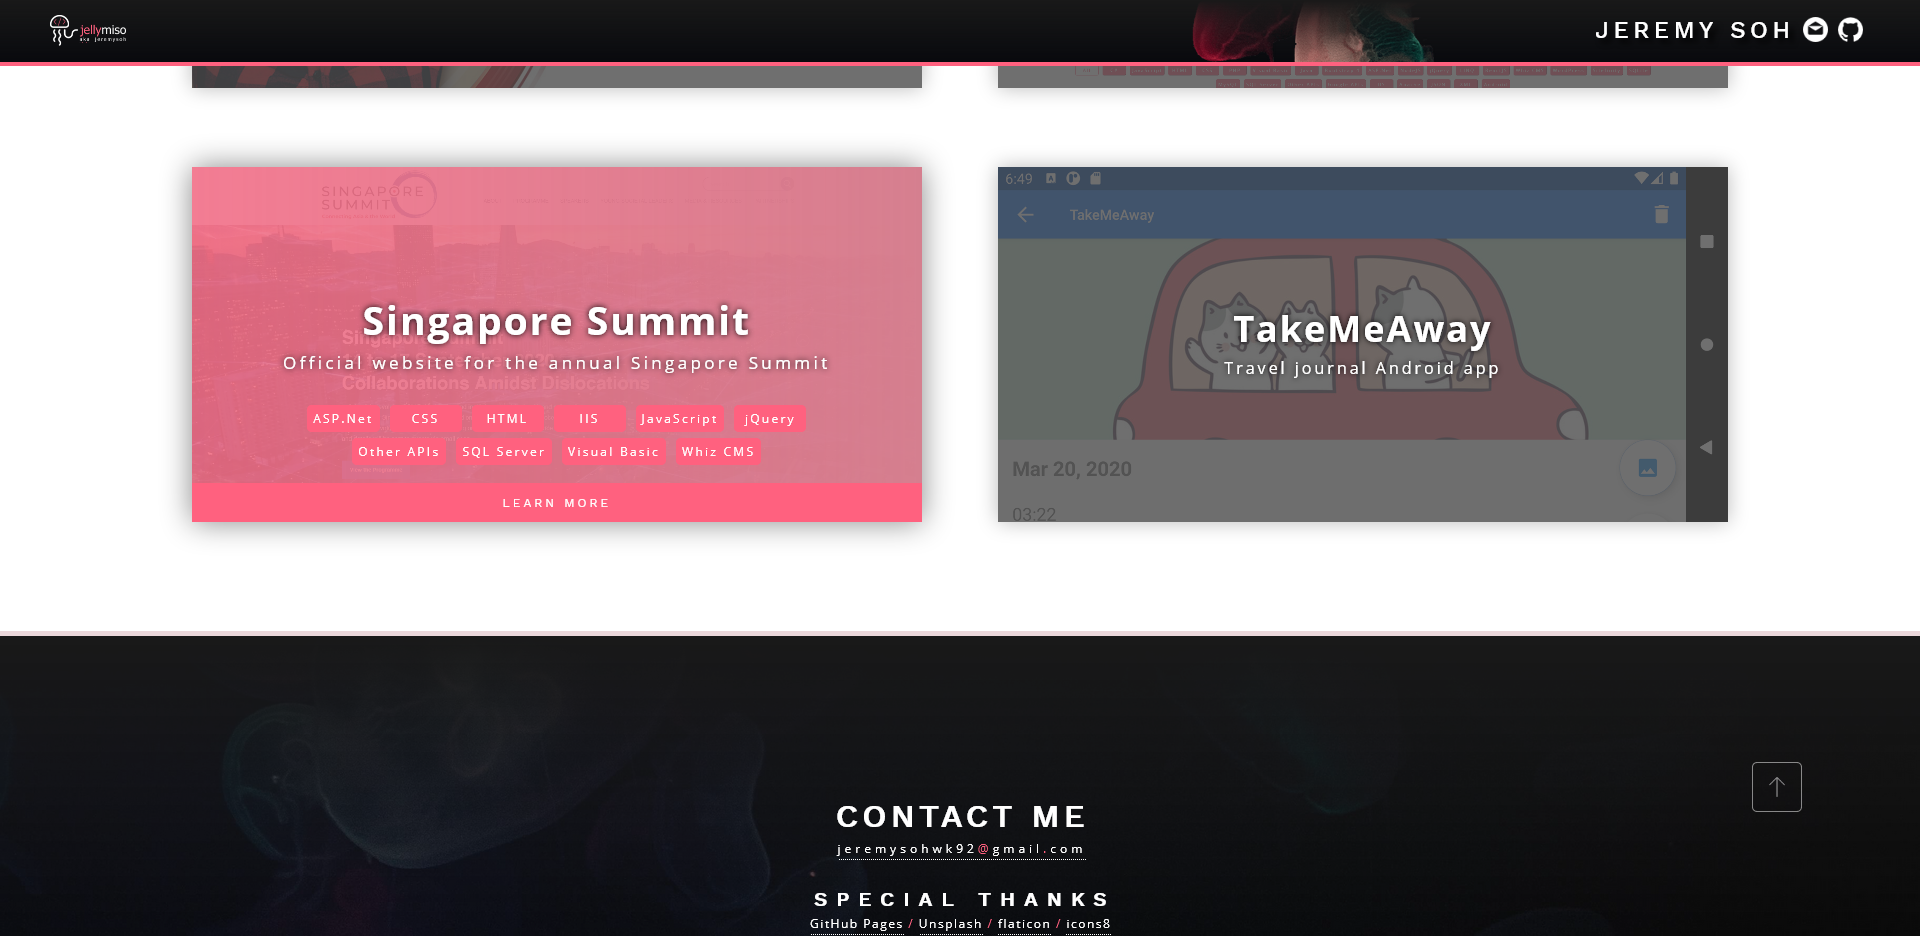 jellymiso
aka jeremysoh
JEREMY SOH
SINGAPORE
SUMMIT
Singapore Summit
Official website for the annual Singapore Summit
Collaborations Amidst Dislocations
ASP.Net CSS HTML IIS JavaScript jQuery
Other APIs SQL Server Visual Basic Whiz CMS
LEARN MORE
6:49
TakeMeAway
TakeMeAway
Travel journal Android app
Mar 20, 2020
03:22
CONTACT ME
jeremysohwk92@gmail.com
SPECIAL THANKS
GitHub Pages / Unsplash / flaticon / icons8